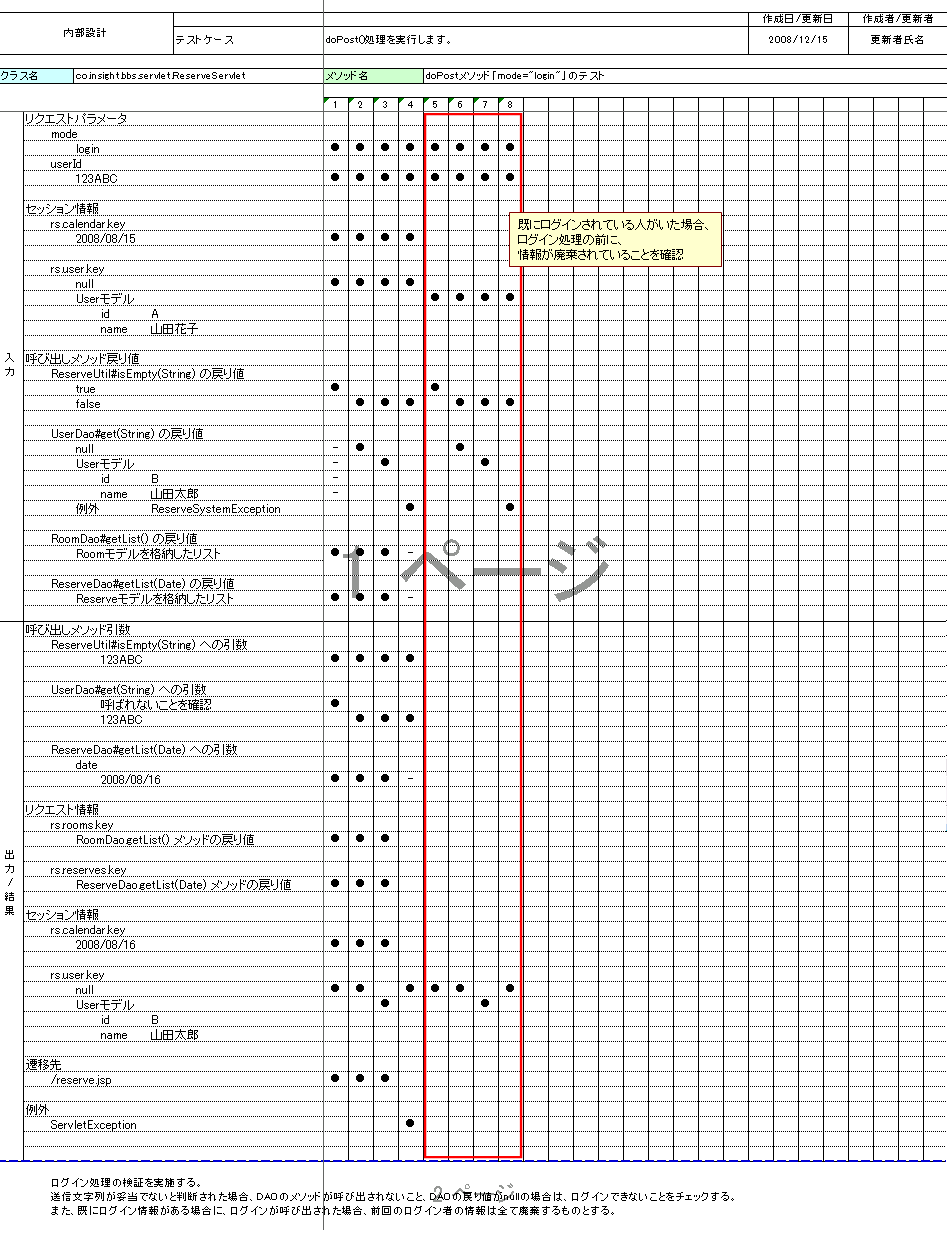 内部設計
テストケース
doPost()処理を実行します。
作成日/更新日
作成者/更新者
2008/12/15
更新者氏名
クラス名
co.insight.bbs.servlet.ReserveServlet
メソッド名
doPostメソッド「mode="login"」のテスト
1 2 3 4 5 6 7 8
入力
リクエストパラメータ
mode
login ● ● ● ● ● ● ● ●
userId
123ABC ● ● ● ● ● ● ● ●
セッション情報
rs.calendar.key
2008/08/15 ● ● ● ●
既にログインされている人がいた場合、
ログイン処理の前に、
情報が廃棄されていることを確認
rs.user.key
null ● ● ● ●
Userモデル ● ● ● ●
id A
name 山田花子
呼び出しメソッド戻り値
ReserveUtil#isEmpty(String) の戻り値
true ● ●
false ● ● ● ● ● ●
UserDao#get(String) の戻り値
null - ● ●
Userモデル - ● ●
id B -
name 山田太郎 -
例外 ReserveSystemException ● ●
RoomDao#getList() の戻り値
Roomモデルを格納したリスト ● ● ● -
1 ページ
ReserveDao#getList(Date) の戻り値
Reserveモデルを格納したリスト ● ● ● -
出力/結果
呼び出しメソッド引数
ReserveUtil#isEmpty(String) への引数
123ABC ● ● ● ●
UserDao#get(String) への引数
呼ばれないことを確認 ●
123ABC ● ● ●
ReserveDao#getList(Date) への引数
date
2008/08/16 ● ● ● -
リクエスト情報
rs.rooms.key
RoomDao.getList() メソッドの戻り値 ● ● ●
rs.reserves.key
ReserveDao.getList(Date) メソッドの戻り値 ● ● ●
セッション情報
rs.calendar.key
2008/08/16 ● ● ●
rs.user.key
null ● ● ● ● ● ●
Userモデル ● ●
id B
name 山田太郎
遷移先
/reserve.jsp ● ● ●
例外
ServletException ●
ログイン処理の検証を実施する。
送信文字列が妥当でないと判断された場合、DAOのメソッドが呼び出されないこと、DAOの戻り値がnullの場合は、ログインできないことをチェックする。
2 ページ
また、既にログイン情報がある場合に、ログインが呼び出された場合、前回のログイン者の情報は全て廃棄するものとする。